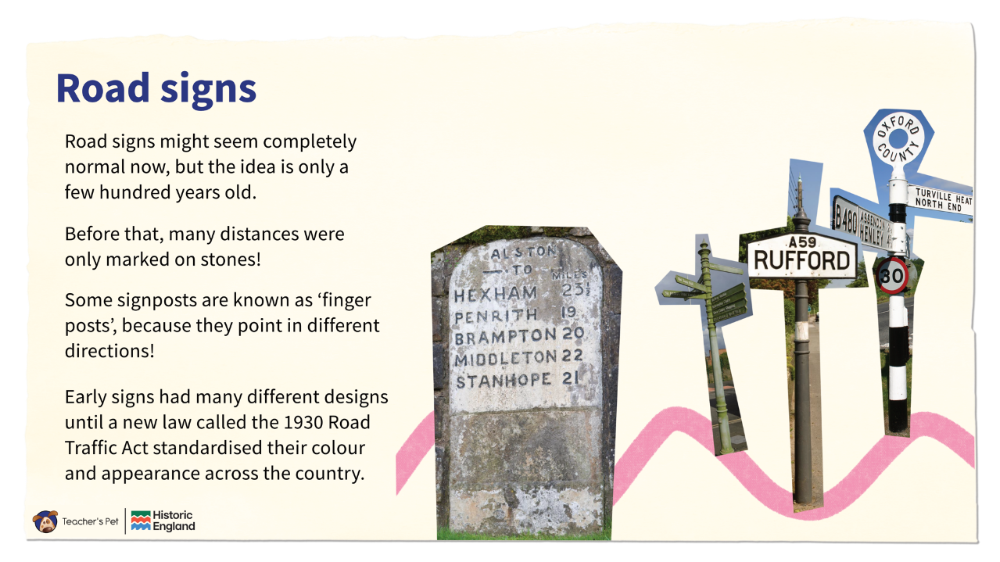 Road signs
Road signs might seem completely
normal now, but the idea is only a
few hundred years old.
Before that, many distances were
only marked on stones!
Some signposts are known as ‘finger
posts’, because they point in different
directions!
Early signs had many different designs
until a new law called the 1930 Road
Traffic Act standardised their colour
and appearance across the country.
Teacher's Pet
Historic
England
ALSTON
TO
MILES
HEXHAM 23½
PENRITH 19
BRAMPTON 20
MIDDLETON 22
STANHOPE 21
A59
RUFFORD
OXFORD
COUNTY
TURVILLE HEAT
NORTH END
B480
HENLEY
30